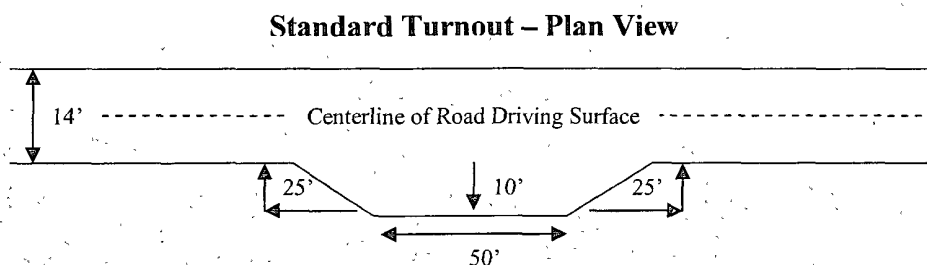 Standard Turnout – Plan View
14’
Centerline of Road Driving Surface
25’
10’
25’
50’